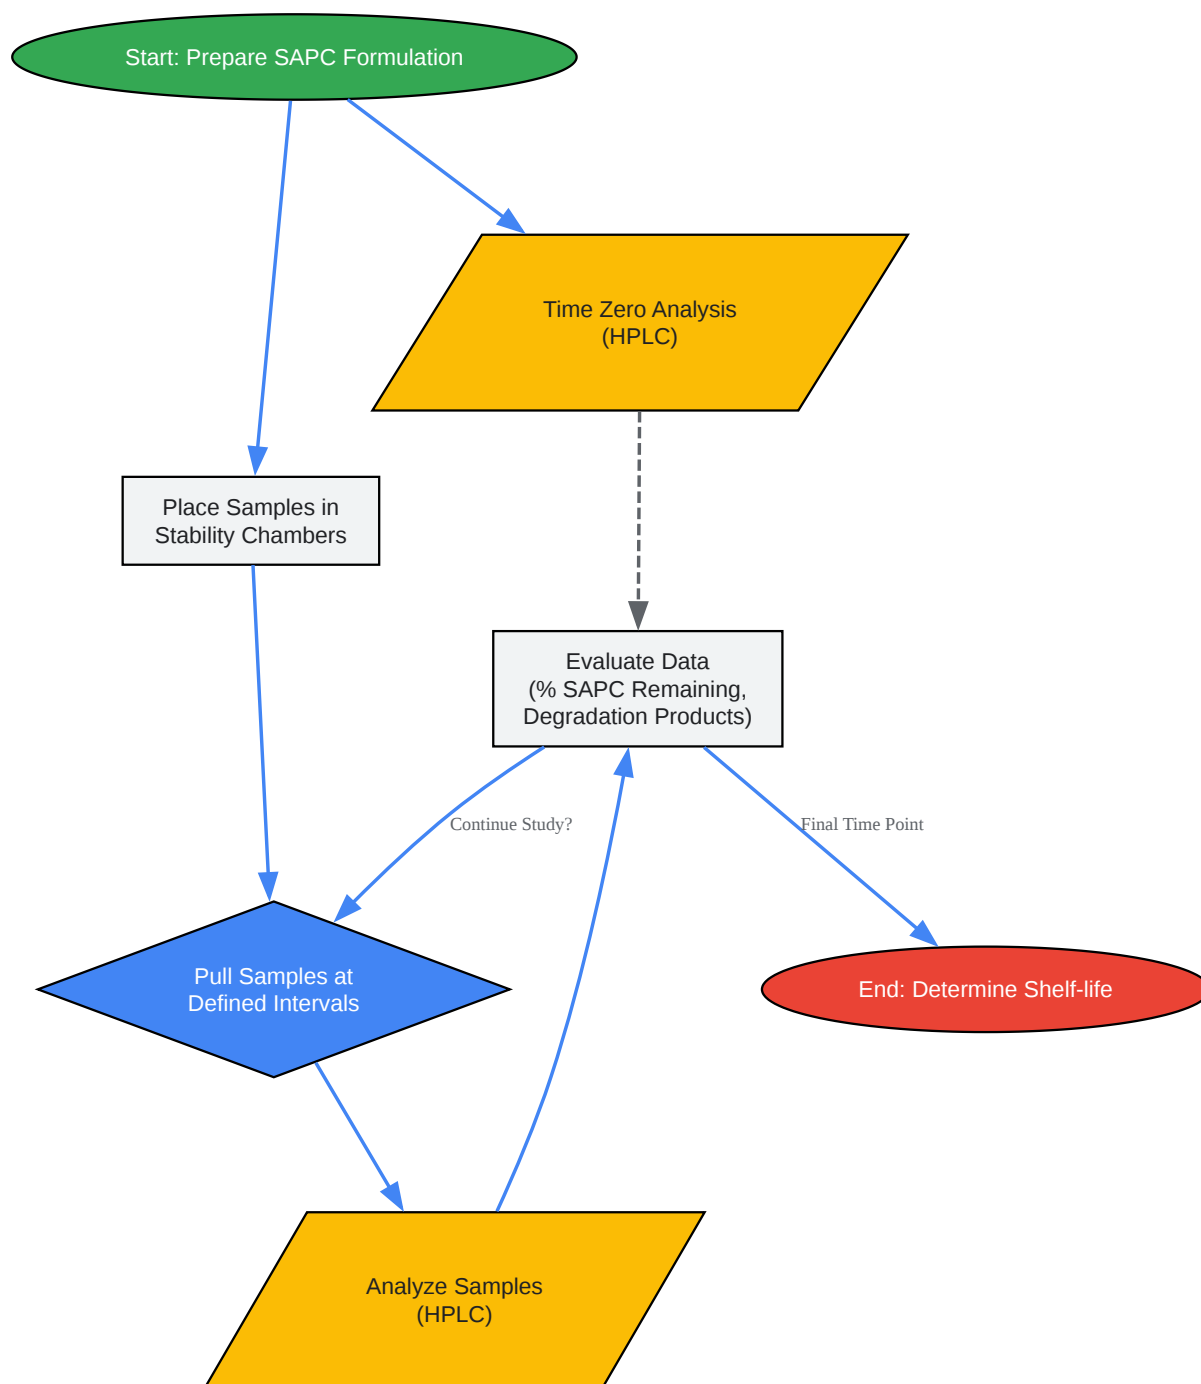 Start: Prepare SAPC Formulation
Time Zero Analysis
(HPLC)
Place Samples in
Stability Chambers
Evaluate Data
(% SAPC Remaining,
Degradation Products)
Continue Study?
Final Time Point
Pull Samples at
Defined Intervals
End: Determine Shelf-life
Analyze Samples
(HPLC)